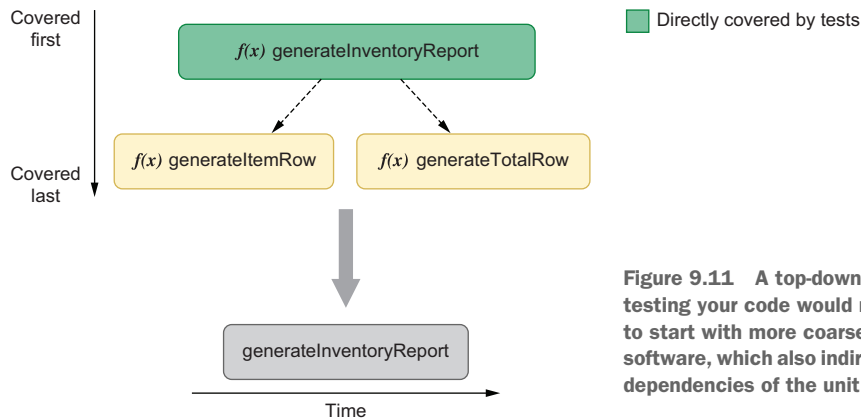 Covered
first
f(x) generateInventoryReport
Directly covered by tests
f(x) generateItemRow
f(x) generateTotalRow
Covered
last
Figure 9.11 A top-down
testing your code would
to start with more coarse
software, which also indir
dependencies of the unit
generateInventoryReport
Time